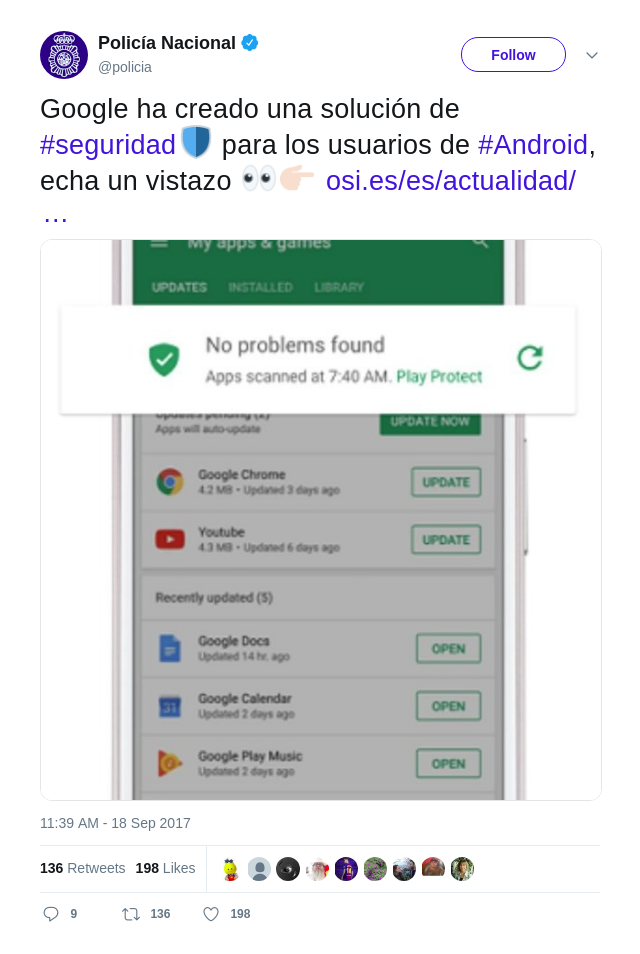 Policía Nacional
@policia
Follow
Google ha creado una solución de
#seguridad para los usuarios de #Android,
echa un vistazo osi.es/es/actualidad/
…
My apps & games
UPDATES INSTALLED LIBRARY
No problems found
Apps scanned at 7:40 AM. Play Protect
Updates pending (2)
Apps will auto-update
UPDATE NOW
Google Chrome
4.2 MB • Updated 3 days ago
UPDATE
Youtube
4.3 MB • Updated 6 days ago
UPDATE
Recently updated (5)
Google Docs
Updated 14 hr. ago
OPEN
Google Calendar
Updated 2 days ago
OPEN
31
Google Play Music
Updated 2 days ago
OPEN
11:39 AM - 18 Sep 2017
136 Retweets 198 Likes
9 136 198